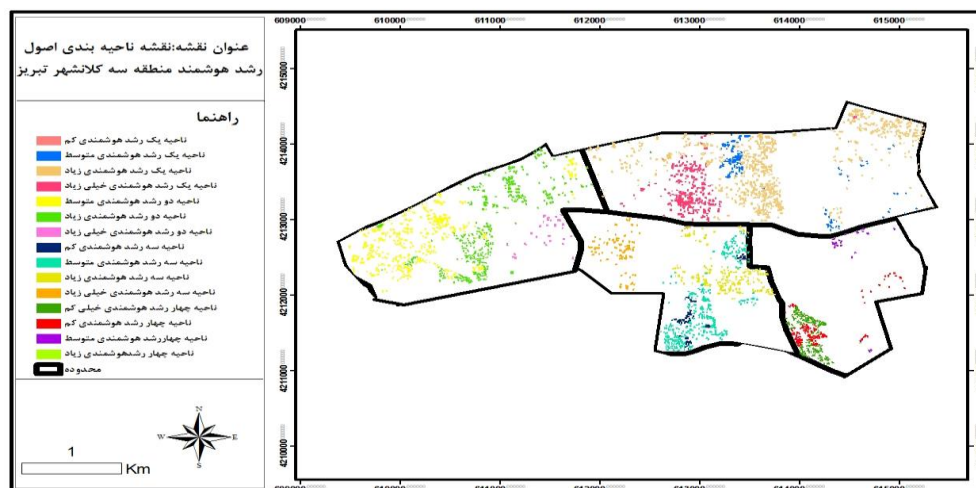 عنوان نقشه:نقشه ناحیه بندی اصول
رشد هوشمند منطقه سه کلانشهر تبریز
راهنما
ناحیه یک رشد هوشمندی کم
ناحیه یک رشد هوشمندی متوسط
ناحیه یک رشد هوشمندی زیاد
ناحیه یک رشد هوشمندی خیلی زیاد
ناحیه دو رشد هوشمندی متوسط
ناحیه دو رشد هوشمندی زیاد
ناحیه دو رشد هوشمندی خیلی زیاد
ناحیه سه رشد هوشمندی کم
ناحیه سه رشد هوشمندی متوسط
ناحیه سه رشد هوشمندی زیاد
ناحیه سه رشد هوشمندی خیلی زیاد
ناحیه چهار رشد هوشمندی خیلی کم
ناحیه چهار رشد هوشمندی کم
ناحیه چهاررشد هوشمندی متوسط
ناحیه چهار رشدهوشمندی زیاد
محدوده
N
W E
S
1
Km
609000 610000 611000 612000 613000 614000 615000
4215000
4214000
4213000
4212000
4211000
4210000